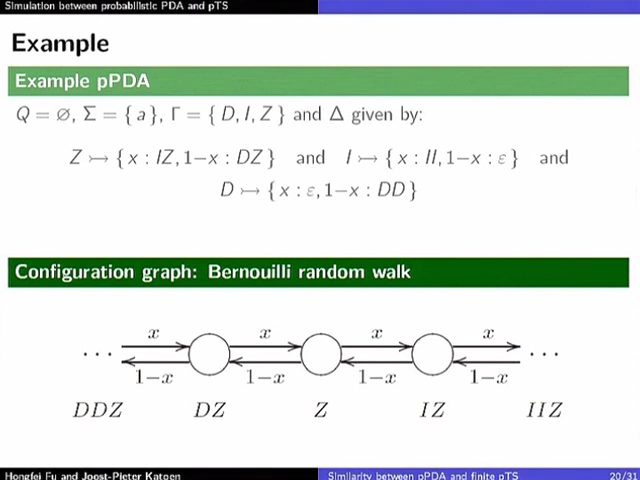 Simulation between probabilistic PDA and pTS
Example
Example pPDA
Q = ∅, Σ = { a }, Γ = { D, I, Z } and Δ given by:
Z ↣ { x : IZ, 1−x : DZ } and I ↣ { x : II, 1−x : ε } and
D ↣ { x : ε, 1−x : DD }
Configuration graph: Bernouilli random walk
x x x x
··· ···
1−x 1−x 1−x 1−x
DDZ DZ Z IZ IIZ
Hongfei Fu and Joost-Pieter Katoen Similarity between pPDA and finite pTS 20/31